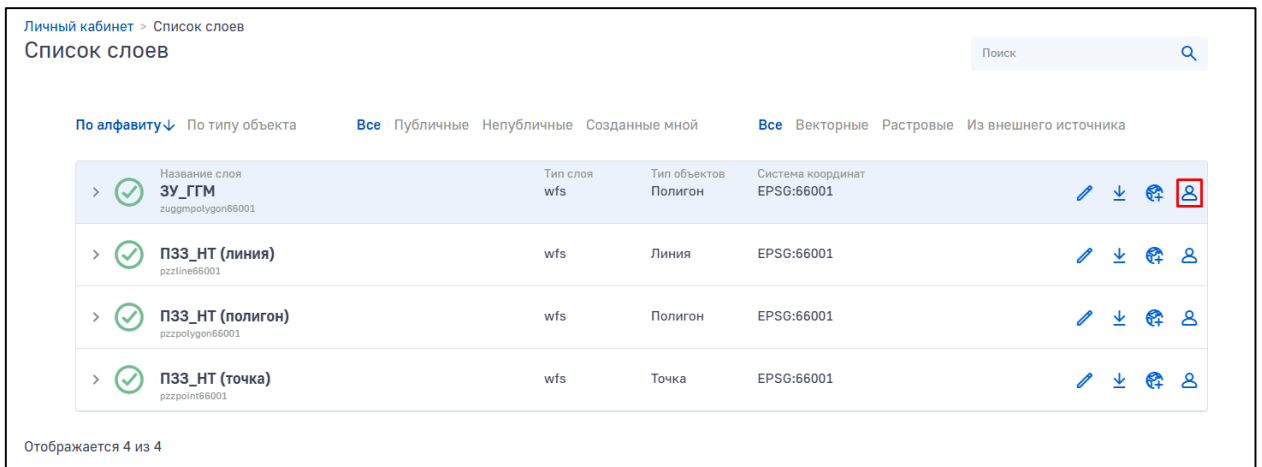 Личный кабинет > Список слоев
Список слоев
Поиск
По алфавиту↓ По типу объекта Все Публичные Непубличные Созданные мной Все Векторные Растровые Из внешнего источника
Название слоя Тип слоя Тип объектов Система координат
ЗУ_ГГМ wfs Полигон EPSG:66001
zuggmpolygon66001
ПЗЗ_НТ (линия) wfs Линия EPSG:66001
pzzline66001
ПЗЗ_НТ (полигон) wfs Полигон EPSG:66001
pzzpolygon66001
ПЗЗ_НТ (точка) wfs Точка EPSG:66001
pzzpoint66001
Отображается 4 из 4